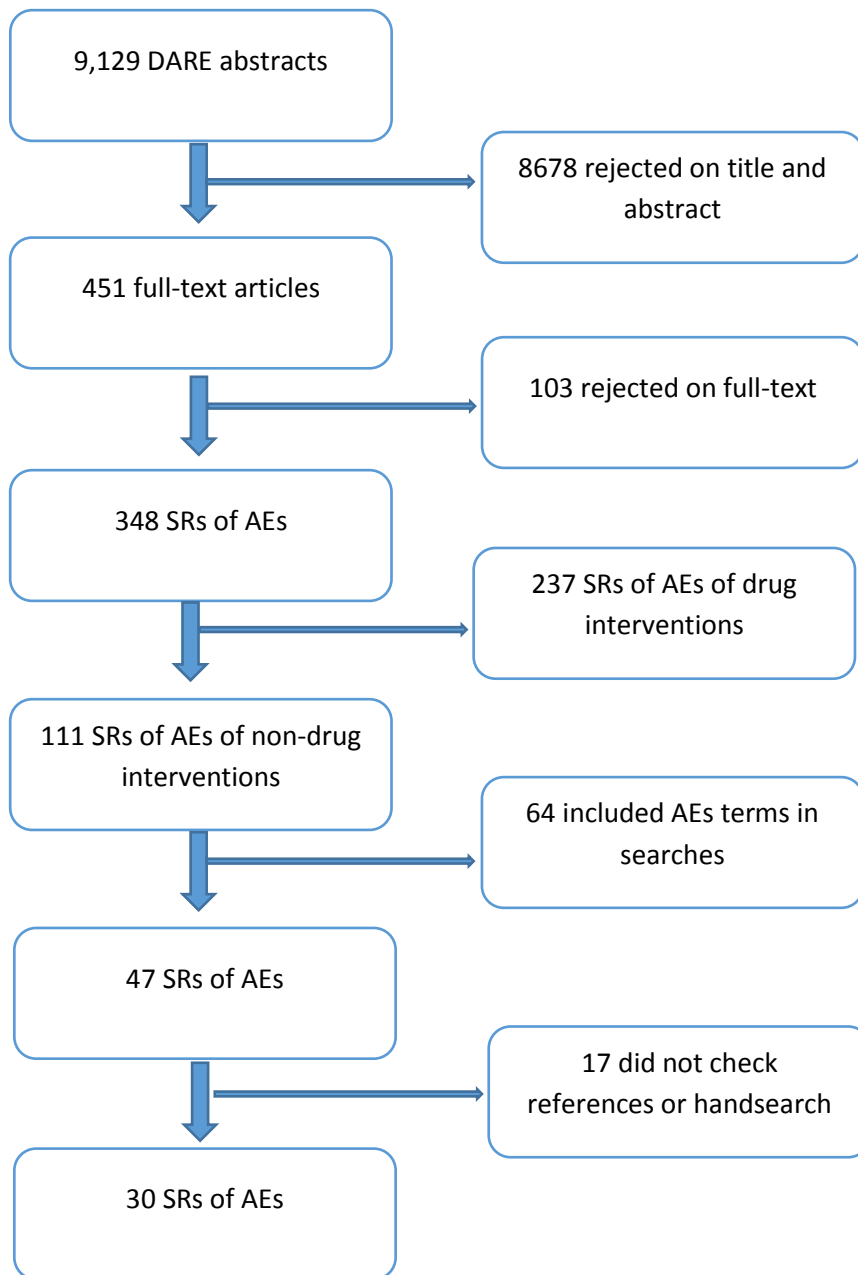 9,129 DARE abstracts
8678 rejected on title and
abstract
451 full-text articles
103 rejected on full-text
348 SRs of AEs
237 SRs of AEs of drug
interventions
111 SRs of AEs of non-drug
interventions
64 included AEs terms in
searches
47 SRs of AEs
17 did not check
references or handsearch
30 SRs of AEs